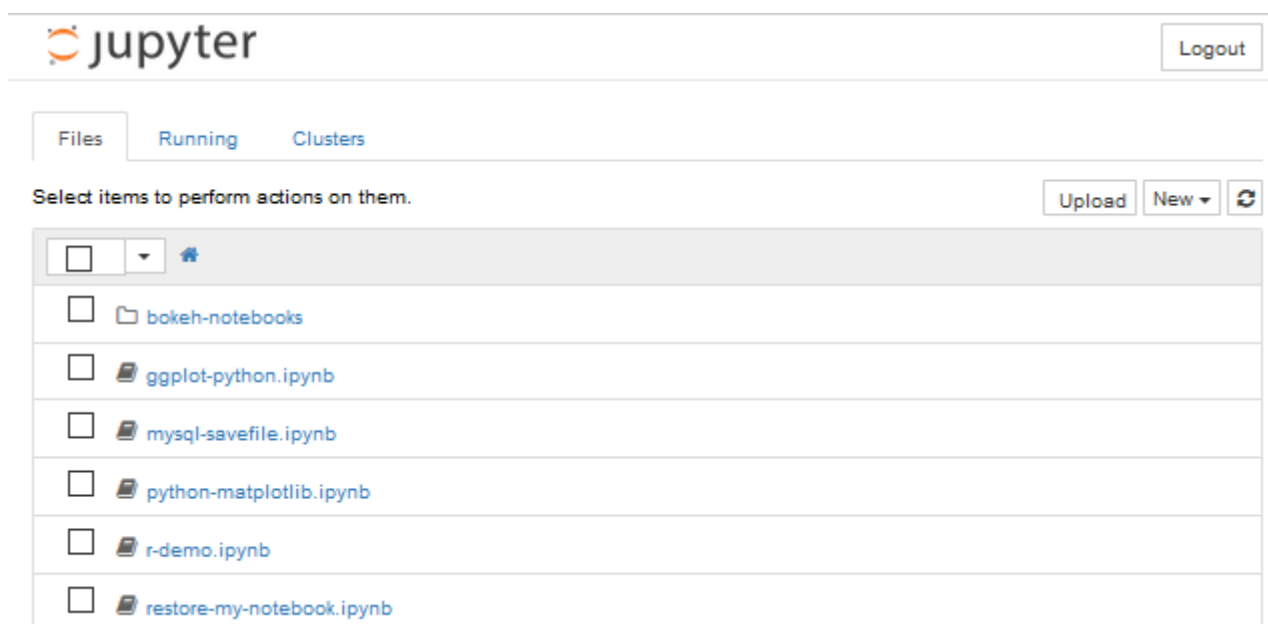 jupyter
Logout
Files Running Clusters
Select items to perform actions on them.
Upload New
bokeh-notebooks
ggplot-python.ipynb
mysql-savefile.ipynb
python-matplotlib.ipynb
r-demo.ipynb
restore-my-notebook.ipynb